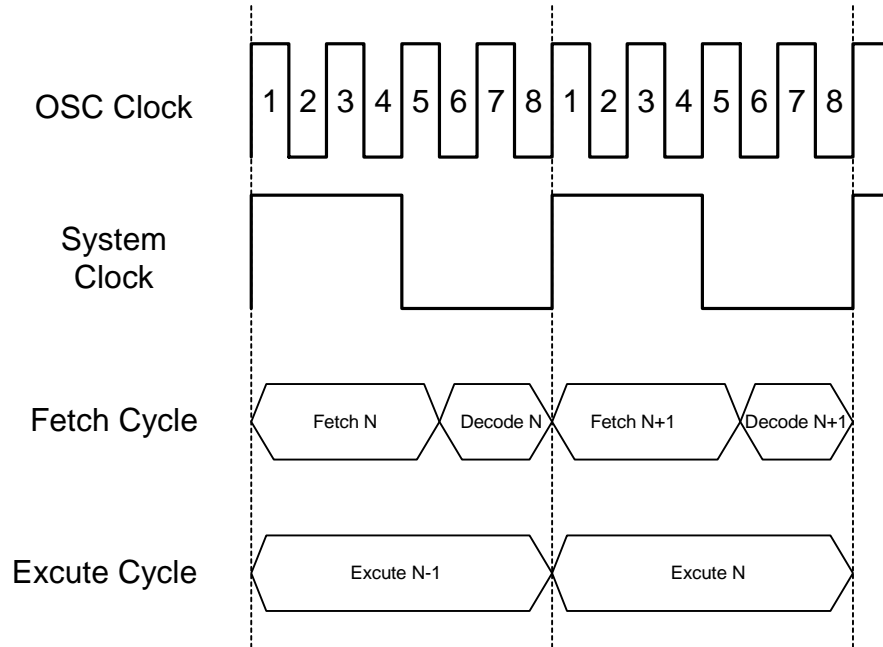 OSC Clock
1 2 3 4 5 6 7 8 1 2 3 4 5 6 7 8
System
Clock
Fetch Cycle
Fetch N
Decode N
Fetch N+1
Decode N+1
Excute Cycle
Excute N-1
Excute N